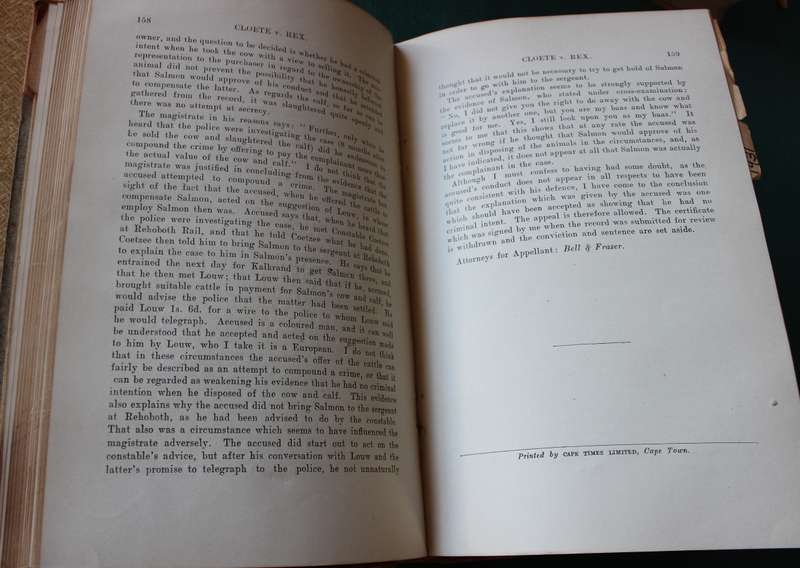 158
CLOETE v. REX.
owner, and the question to be decided is whether he had a criminal
intent when he took the cow with a view to selling it. The
representation to the purchaser in regard to the ownership of the
animal did not prevent the possibility that he honestly believed
that Salmon would approve of his conduct and that he meant
to compensate the latter. As regards the calf, so far as can be
gathered from the record, it was slaughtered quite openly and
there was no attempt at secrecy.
The magistrate in his reasons says: " Further, only when he
heard that the police were investigating the case (8 months after
he sold the cow and slaughtered the calf) did he endeavour to
compound the crime by offering to pay the complainant more than
the actual value of the cow and calf." I do not think the
magistrate was justified in concluding from the evidence that the
accused attempted to compound a crime. The magistrate lost
sight of the fact that the accused, when he offered the cattle to
compensate Salmon, acted on the suggestion of Louw, in whose
employ Salmon then was. Accused says that, when he heard that
the police were investigating the case, he met Constable Coetzee
at Rehoboth Rail, and that he told Coetzee what he had done.
Coetzee then told him to bring Salmon to the sergeant at Rehoboth
to explain the case to him in Salmon's presence. He says that he
entrained the next day for Kalkrand to get Salmon there, and
that he then met Louw; that Louw then said that if he, accused,
brought suitable cattle in payment for Salmon's cow and calf, he
would advise the police that the matter had been settled. He
paid Louw 1s. 6d. for a wire to the police to whom Louw said
he would telegraph. Accused is a coloured man, and it can well
be understood that he accepted and acted on the suggestion made
to him by Louw, who I take it is a European. I do not think
that in these circumstances the accused's offer of the cattle can
fairly be described as an attempt to compound a crime, or that it
can be regarded as weakening his evidence that he had no criminal
intention when he disposed of the cow and calf. This evidence
also explains why the accused did not bring Salmon to the sergeant
at Rehoboth, as he had been advised to do by the constable.
That also was a circumstance which seems to have influenced the
magistrate adversely. The accused did start out to act on the
constable's advice, but after his conversation with Louw and the
latter's promise to telegraph to the police, he not unnaturally
CLOETE v. REX.
159
thought that it would not be necessary to try to get hold of Salmon
in order to go with him to the sergeant.
The accused's explanation seems to be strongly supported by
the evidence of Salmon, who stated under cross-examination:
" No, I did not give you the right to do away with the cow and
replace it by another one, but you are my baas and know what
is good for me. Yes, I still look upon you as my baas." It
seems to me that this shows that at any rate the accused was
not far wrong if he thought that Salmon would approve of his
action in disposing of the animals in the circumstances, and, as
I have indicated, it does not appear at all that Salmon was actually
the complainant in the case.
Although I must confess to having had some doubt, as the
accused's conduct does not appear in all respects to have been
quite consistent with his defence, I have come to the conclusion
that the explanation which was given by the accused was one
which should have been accepted as showing that he had no
criminal intent. The appeal is therefore allowed. The certificate
which was signed by me when the record was submitted for review
is withdrawn and the conviction and sentence are set aside.
Attorneys for Appellant: Bell & Fraser.
Printed by CAPE TIMES LIMITED, Cape Town.